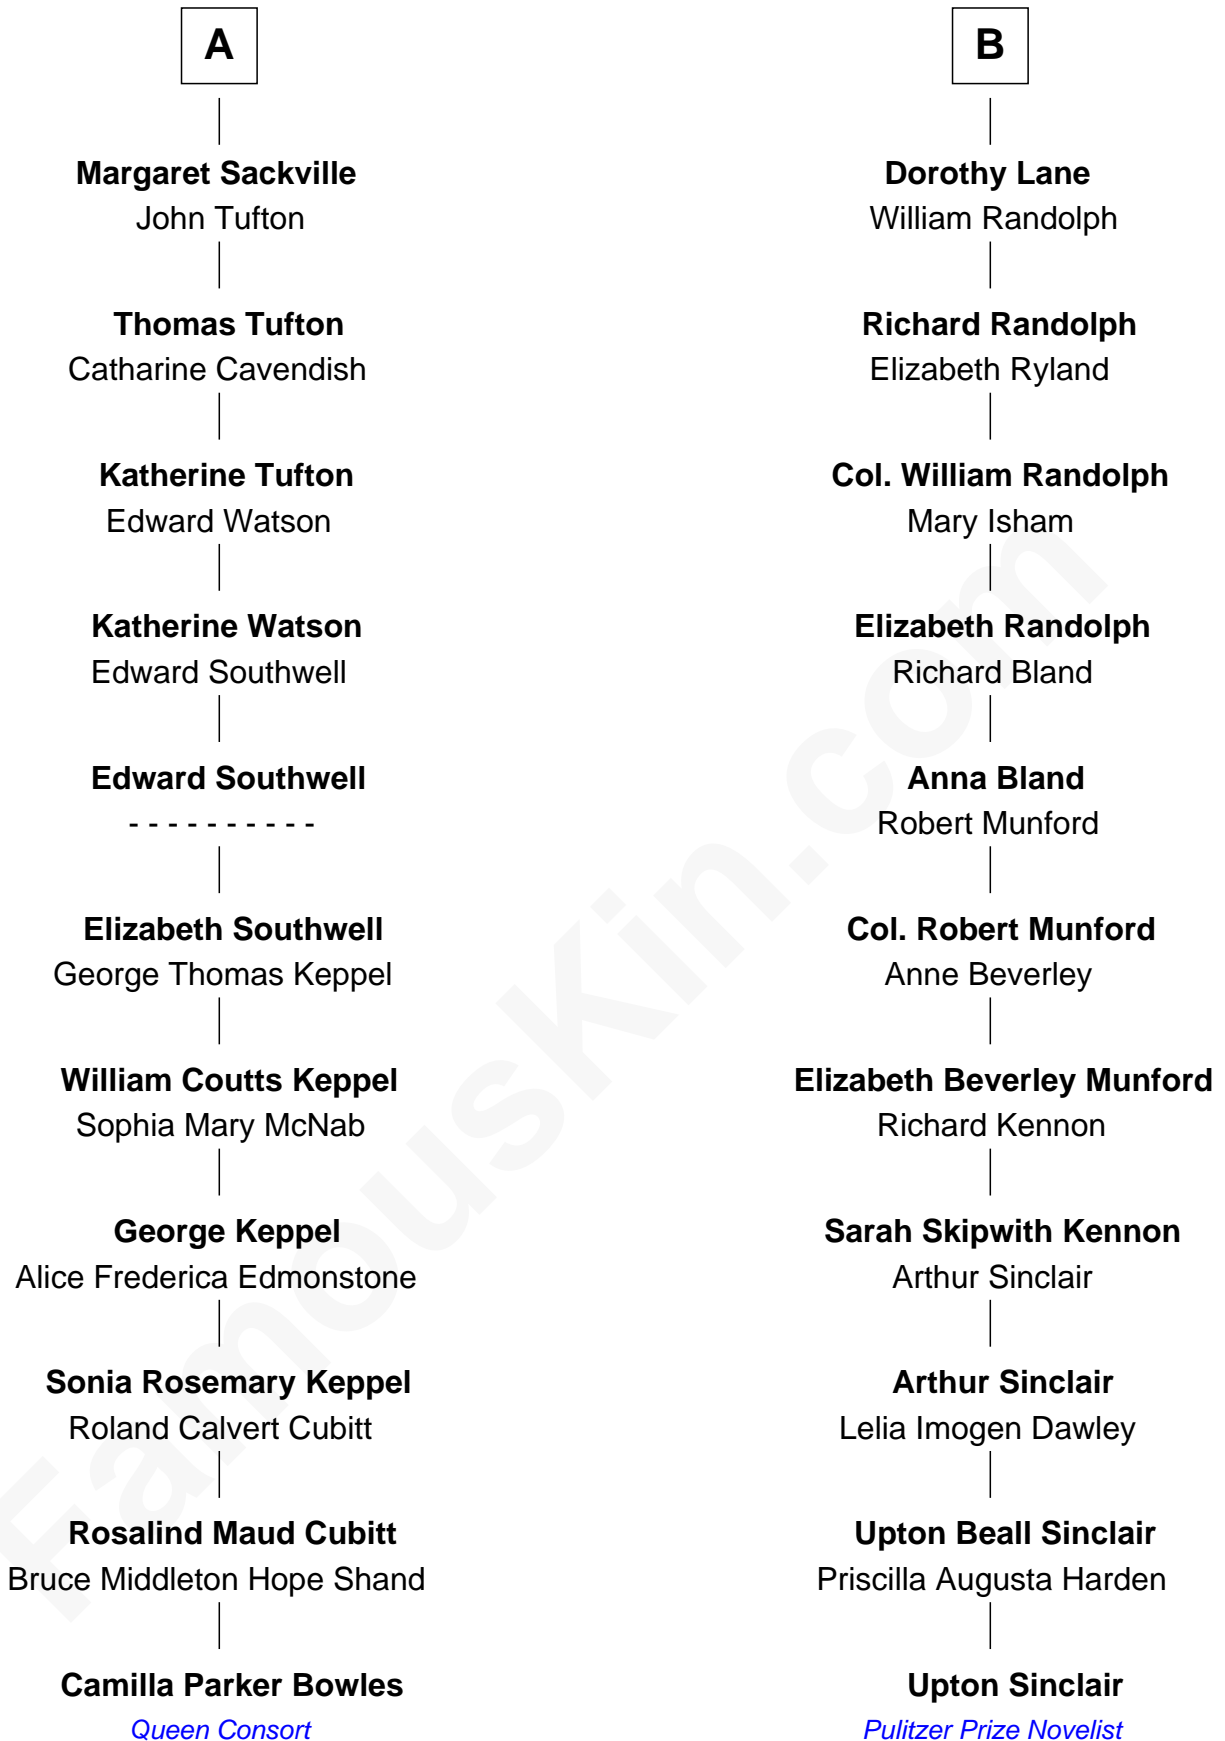 A
Margaret Sackville
John Tufton
Thomas Tufton
Catharine Cavendish
Katherine Tufton
Edward Watson
Katherine Watson
Edward Southwell
Edward Southwell
- - - - - - - - - -
Elizabeth Southwell
George Thomas Keppel
William Coutts Keppel
Sophia Mary McNab
George Keppel
Alice Frederica Edmonstone
Sonia Rosemary Keppel
Roland Calvert Cubitt
Rosalind Maud Cubitt
Bruce Middleton Hope Shand
Camilla Parker Bowles
Queen Consort
B
Dorothy Lane
William Randolph
Richard Randolph
Elizabeth Ryland
Col. William Randolph
Mary Isham
Elizabeth Randolph
Richard Bland
Anna Bland
Robert Munford
Col. Robert Munford
Anne Beverley
Elizabeth Beverley Munford
Richard Kennon
Sarah Skipwith Kennon
Arthur Sinclair
Arthur Sinclair
Lelia Imogen Dawley
Upton Beall Sinclair
Priscilla Augusta Harden
Upton Sinclair
Pulitzer Prize Novelist
FamousKin.com